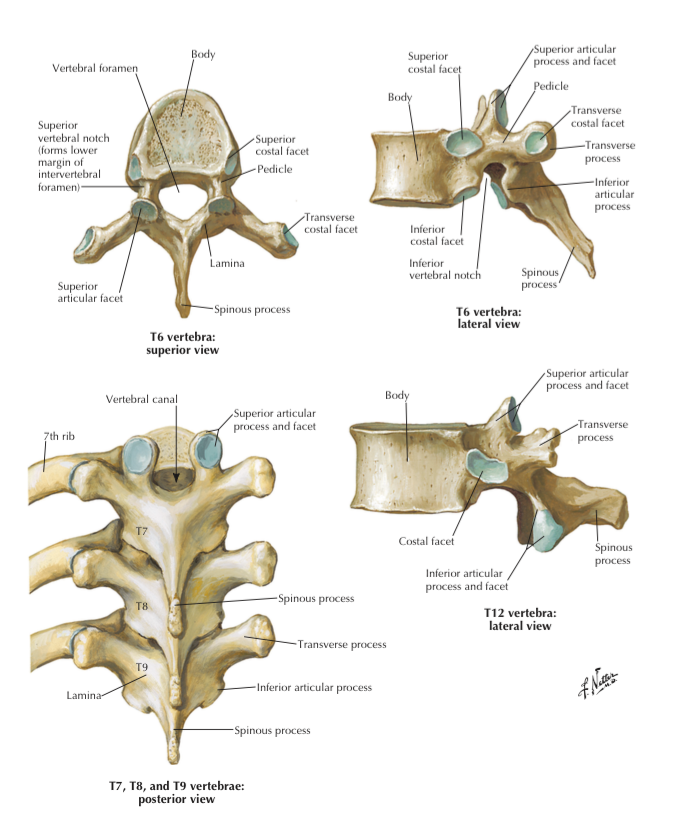 Body
Vertebral foramen
Superior
vertebral notch
(forms lower
margin of
intervertebral
foramen)
Superior
costal facet
Pedicle
Transverse
costal facet
Lamina
Superior
articular facet
Spinous process
T6 vertebra:
superior view
Superior articular
process and facet
Superior
costal facet
Pedicle
Body
Transverse
costal facet
Transverse
process
Inferior
articular
process
Inferior
costal facet
Inferior
vertebral notch
Spinous
process
T6 vertebra:
lateral view
Vertebral canal
Superior articular
process and facet
7th rib
T7
T8
Spinous process
Transverse process
T9
Lamina
Inferior articular process
Spinous process
T7, T8, and T9 vertebrae:
posterior view
Superior articular
process and facet
Body
Transverse
process
Costal facet
Spinous
process
Inferior articular
process and facet
T12 vertebra:
lateral view
F. Netter
M.D.